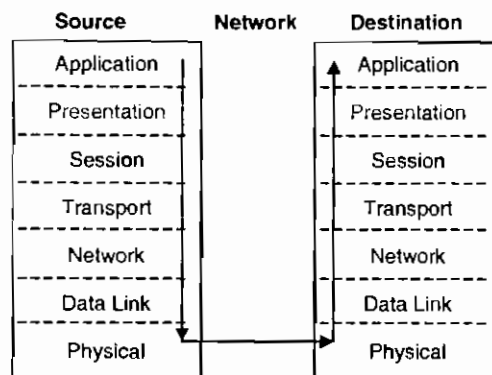 Source Network Destination
Application Application
Presentation Presentation
Session Session
Transport Transport
Network Network
Data Link Data Link
Physical Physical